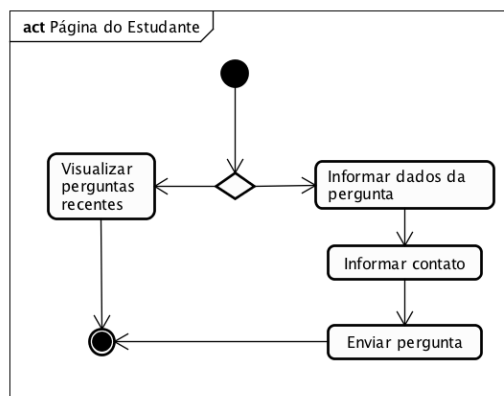 act Página do Estudante
Visualizar
perguntas
recentes
Informar dados da
pergunta
Informar contato
Enviar pergunta